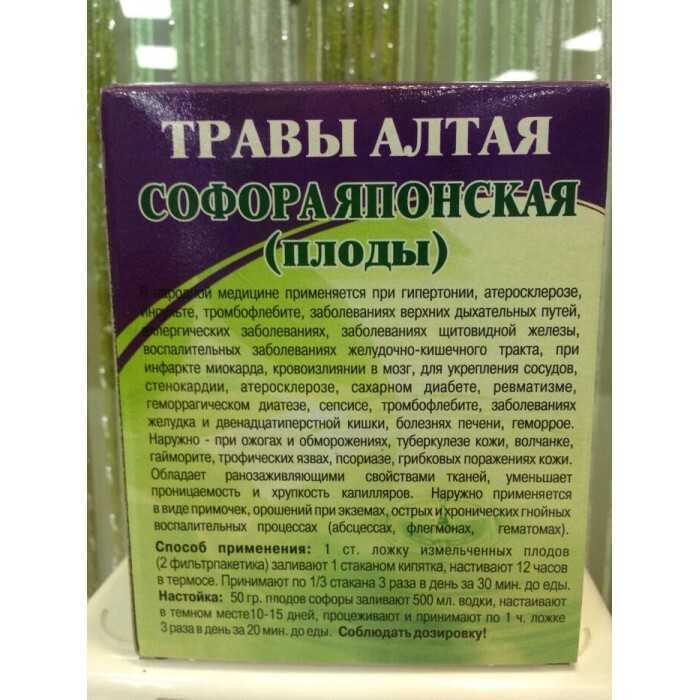 ТРАВЫ АЛТАЯ
СОФОРА ЯПОНСКАЯ
(плоды)
В народной медицине применяется при гипертонии, атеросклерозе,
инсульте, тромбофлебите, заболеваниях верхних дыхательных путей,
аллергических заболеваниях, заболеваниях щитовидной железы,
воспалительных заболеваниях желудочно-кишечного тракта, при
инфаркте миокарда, кровоизлиянии в мозг, для укрепления сосудов,
стенокардии, атеросклерозе, сахарном диабете, ревматизме,
геморрагическом диатезе, сепсисе, тромбофлебите, заболеваниях
желудка и двенадцатиперстной кишки, болезнях печени, геморрое.
Наружно - при ожогах и обморожениях, туберкулезе кожи, волчанке,
гайморите, трофических язвах, псориазе, грибковых поражениях кожи.
Обладает ранозаживляющими свойствами тканей, уменьшает
проницаемость и хрупкость капилляров. Наружно применяется
в виде примочек, орошений при экземах, острых и хронических гнойных
воспалительных процессах (абсцессах, флегмонах, гематомах).
Способ применения: 1 ст. ложку измельченных плодов
(2 фильтрпакетика) заливают 1 стаканом кипятка, настивают 12 часов
в термосе. Принимают по 1/3 стакана 3 раза в день за 30 мин. до еды.
Настойка: 50 гр. плодов софоры заливают 500 мл. водки, настаивают
в темном месте10-15 дней, процеживают и принимают по 1 ч. ложке
3 раза в день за 20 мин. до еды. Соблюдать дозировку!